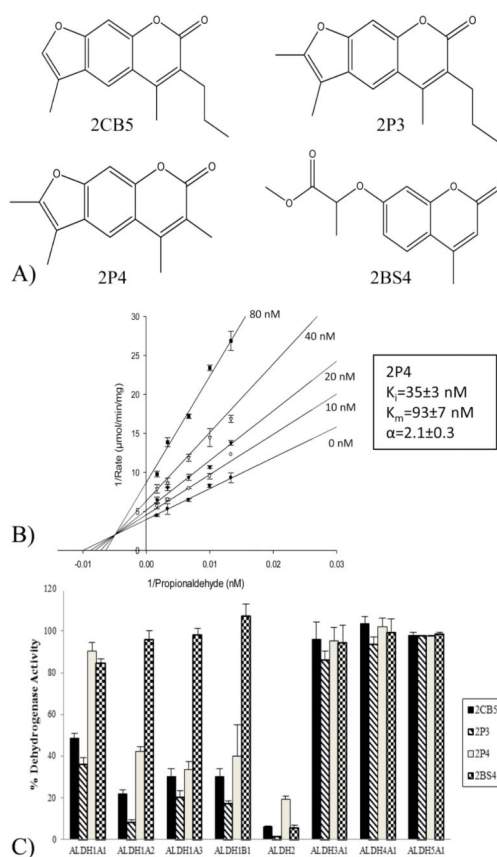 O
O
O
O
O
O
2CB5
2P3
O
O
O
O
O
O
O
O
2P4
2BS4
A)
30
80 nM
25
40 nM
20
20 nM
15
10 nM
10
0 nM
5
0
1/Rate (µmol/min/mg)
-0.01
0.00
0.01
0.02
0.03
1/Propionaldehyde (nM)
2P4
Ki=35±3 nM
Km=93±7 nM
α=2.1±0.3
B)
120
100
80
60
40
20
0
% Dehydrogenase Activity
ALDH1A1
ALDH1A2
ALDH1A3
ALDH1B1
ALDH2
ALDH3A1
ALDH4A1
ALDH5A1
2CB5
2P3
2P4
2BS4
C)